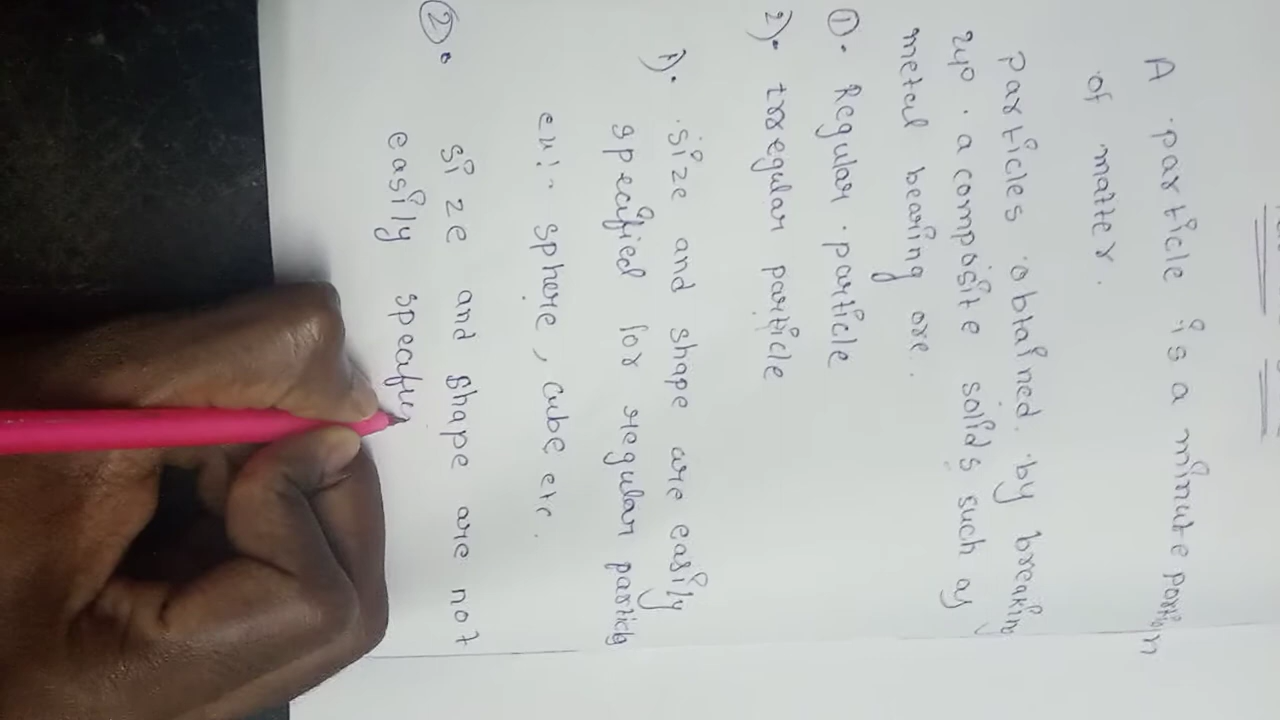 A particle is a minute portion
of matter.
Particles obtained by breaking
up a composite solids such as
metal bearing ore.
① Regular particle
2) Irregular particle
1) size and shape are easily
specified for regular particls
ex:- sphere, cube etc.
② size and shape are not
easily